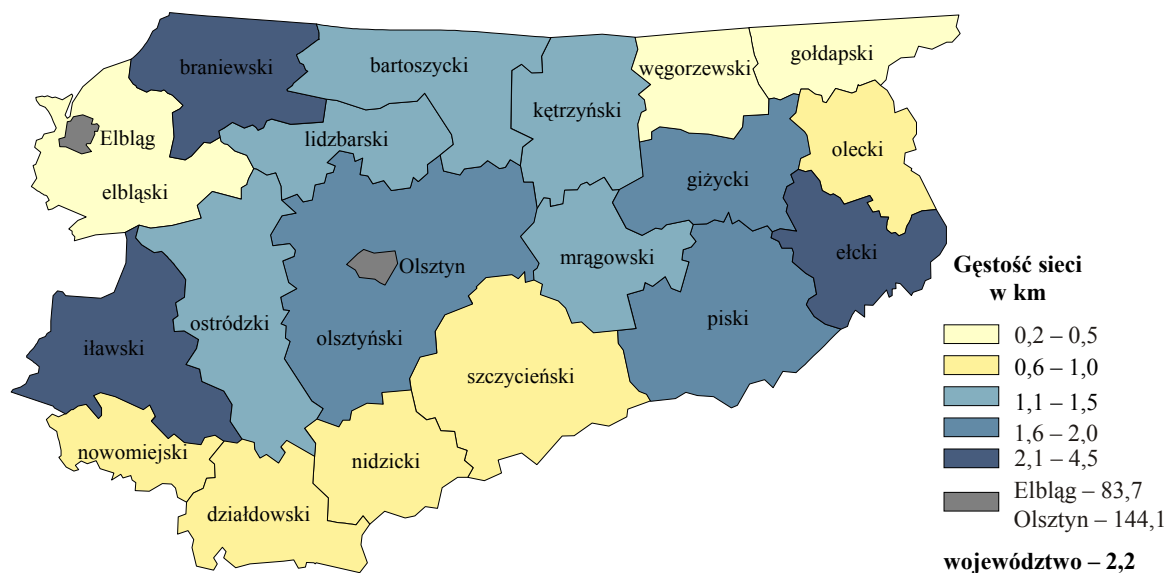 braniewski
bartoszycki
węgorzewski
gołdapski
kętrzyński
Elbląg
lidzbarski
olecki
elbląski
giżycki
Olsztyn
mrągowski
ełcki
ostródzki
olsztyński
piski
iławski
szczycieński
nowomiejski
nidzicki
działdowski
Gęstość sieci
w km
0,2 – 0,5
0,6 – 1,0
1,1 – 1,5
1,6 – 2,0
2,1 – 4,5
Elbląg – 83,7
Olsztyn – 144,1
województwo – 2,2